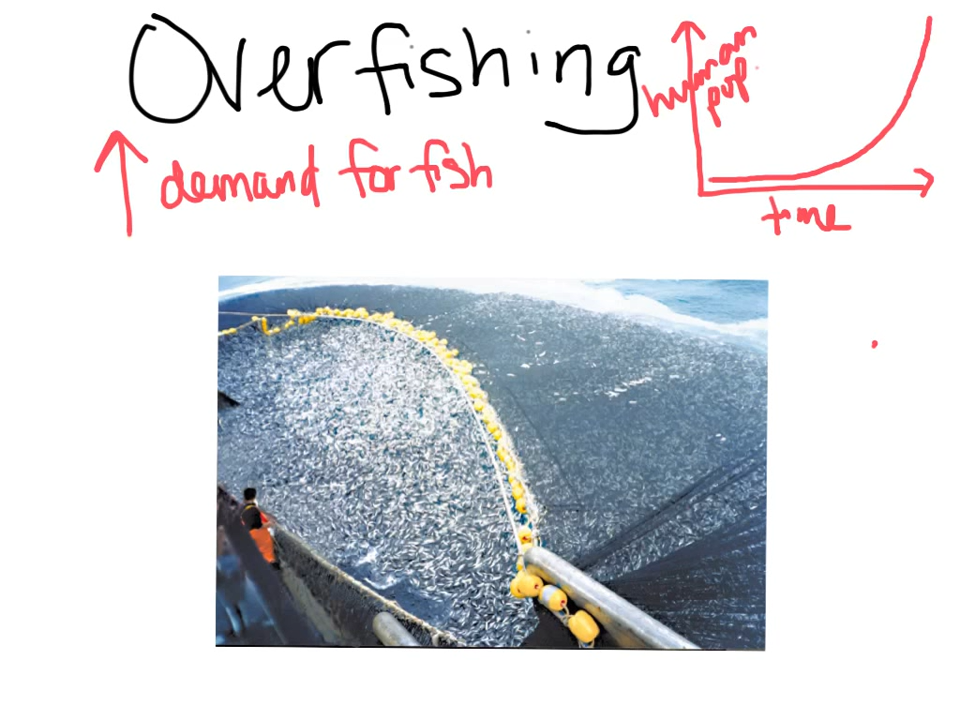 Overfishing
human
pop.
demand for fish
time